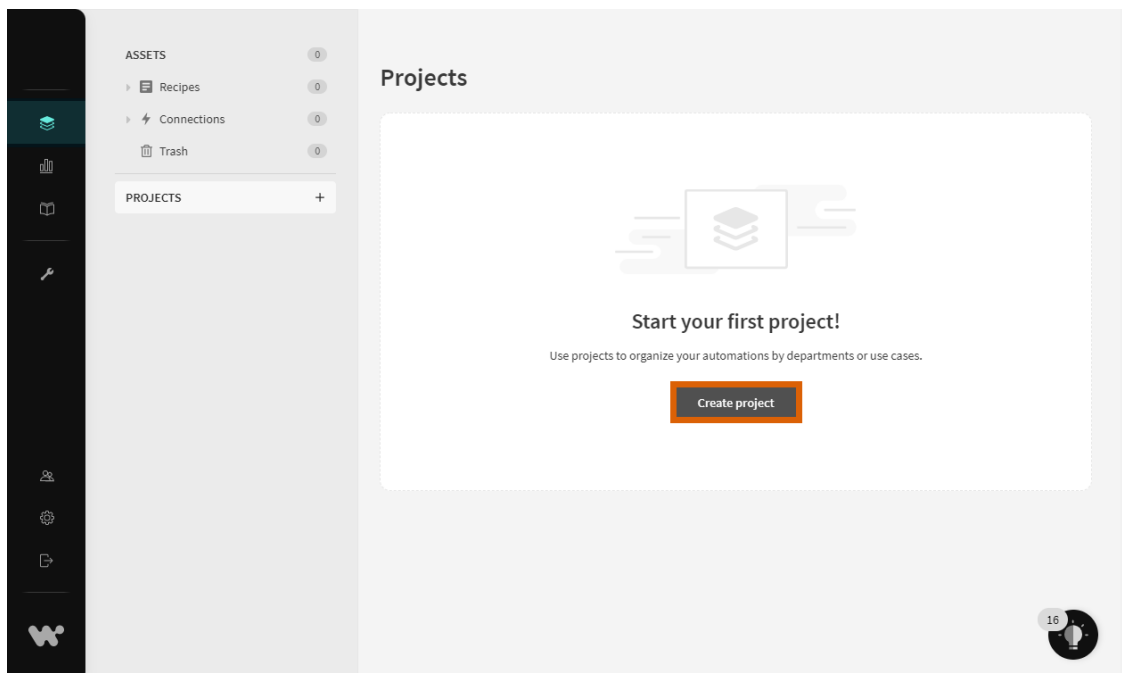 ASSETS 0
Recipes 0
Connections 0
Trash 0
PROJECTS +
Projects
Start your first project!
Use projects to organize your automations by departments or use cases.
Create project
16